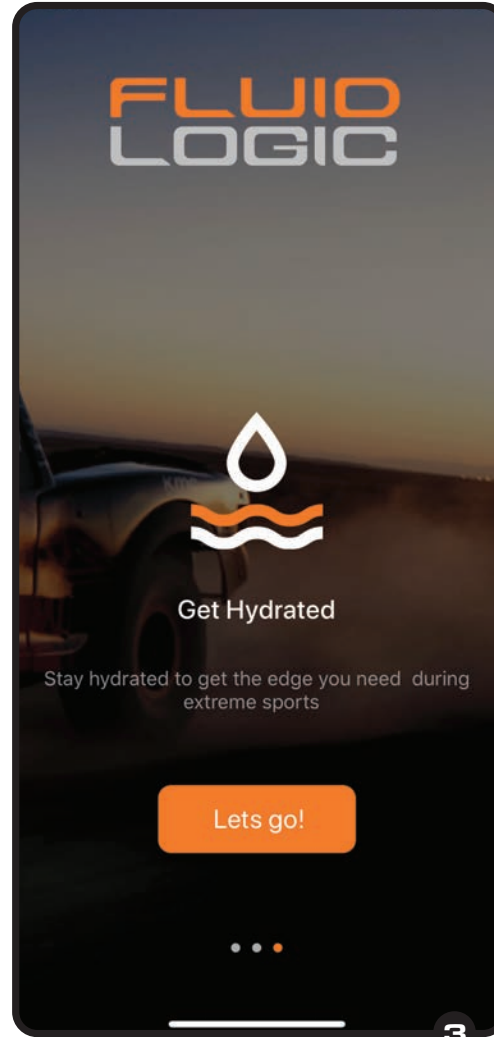 FLUID
LOGIC
Get Hydrated
Stay hydrated to get the edge you need during
extreme sports
Lets go!
3